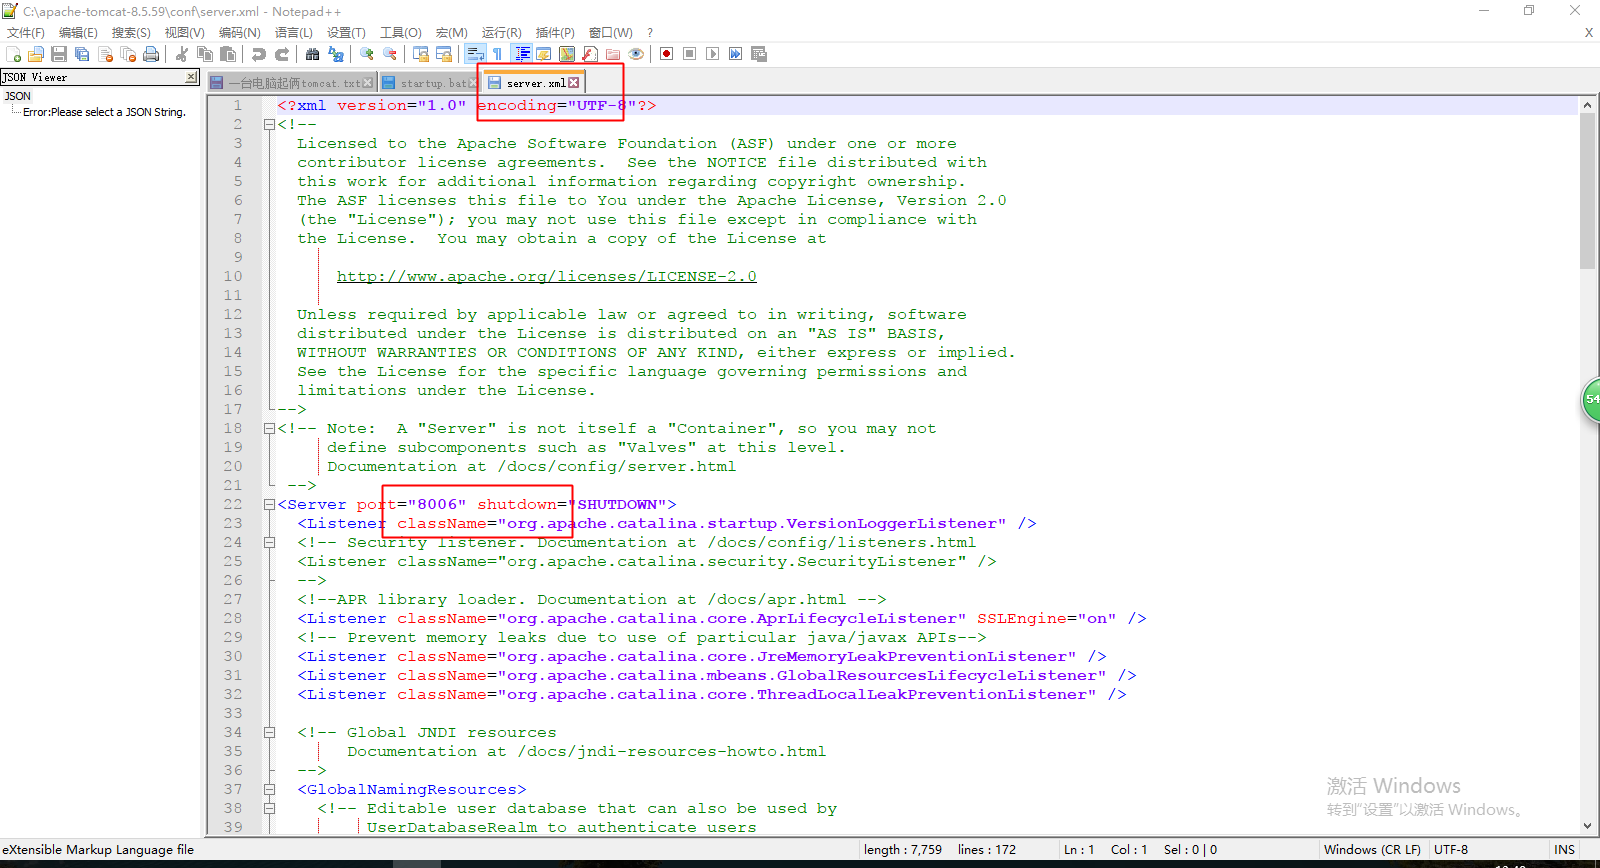 C:\apache-tomcat-8.5.59\conf\server.xml - Notepad++
文件(F) 编辑(E) 搜索(S) 视图(V) 编码(N) 语言(L) 设置(T) 工具(O) 宏(M) 运行(R) 插件(P) 窗口(W) ? X
JSON Viewer
JSON
Error:Please select a JSON String.
一台电脑起俩tomcat.txt startup.bat server.xml
1 <?xml version="1.0" encoding="UTF-8"?>
2 <!--
3 Licensed to the Apache Software Foundation (ASF) under one or more
4 contributor license agreements.  See the NOTICE file distributed with
5 this work for additional information regarding copyright ownership.
6 The ASF licenses this file to You under the Apache License, Version 2.0
7 (the "License"); you may not use this file except in compliance with
8 the License.  You may obtain a copy of the License at
9
10 http://www.apache.org/licenses/LICENSE-2.0
11
12 Unless required by applicable law or agreed to in writing, software
13 distributed under the License is distributed on an "AS IS" BASIS,
14 WITHOUT WARRANTIES OR CONDITIONS OF ANY KIND, either express or implied.
15 See the License for the specific language governing permissions and
16 limitations under the License.
17 -->
18 <!-- Note:  A "Server" is not itself a "Container", so you may not
19 define subcomponents such as "Valves" at this level.
20 Documentation at /docs/config/server.html
21 -->
22 <Server port="8006" shutdown="SHUTDOWN">
23 <Listener className="org.apache.catalina.startup.VersionLoggerListener" />
24 <!-- Security listener. Documentation at /docs/config/listeners.html
25 <Listener className="org.apache.catalina.security.SecurityListener" />
26 -->
27 <!--APR library loader. Documentation at /docs/apr.html -->
28 <Listener className="org.apache.catalina.core.AprLifecycleListener" SSLEngine="on" />
29 <!-- Prevent memory leaks due to use of particular java/javax APIs-->
30 <Listener className="org.apache.catalina.core.JreMemoryLeakPreventionListener" />
31 <Listener className="org.apache.catalina.mbeans.GlobalResourcesLifecycleListener" />
32 <Listener className="org.apache.catalina.core.ThreadLocalLeakPreventionListener" />
33
34 <!-- Global JNDI resources
35 Documentation at /docs/jndi-resources-howto.html
36 -->
37 <GlobalNamingResources>
38 <!-- Editable user database that can also be used by
39 UserDatabaseRealm to authenticate users
54
激活 Windows
转到"设置"以激活 Windows。
eXtensible Markup Language file length : 7,759 lines : 172 Ln : 1 Col : 1 Sel : 0 | 0 Windows (CR LF) UTF-8 INS